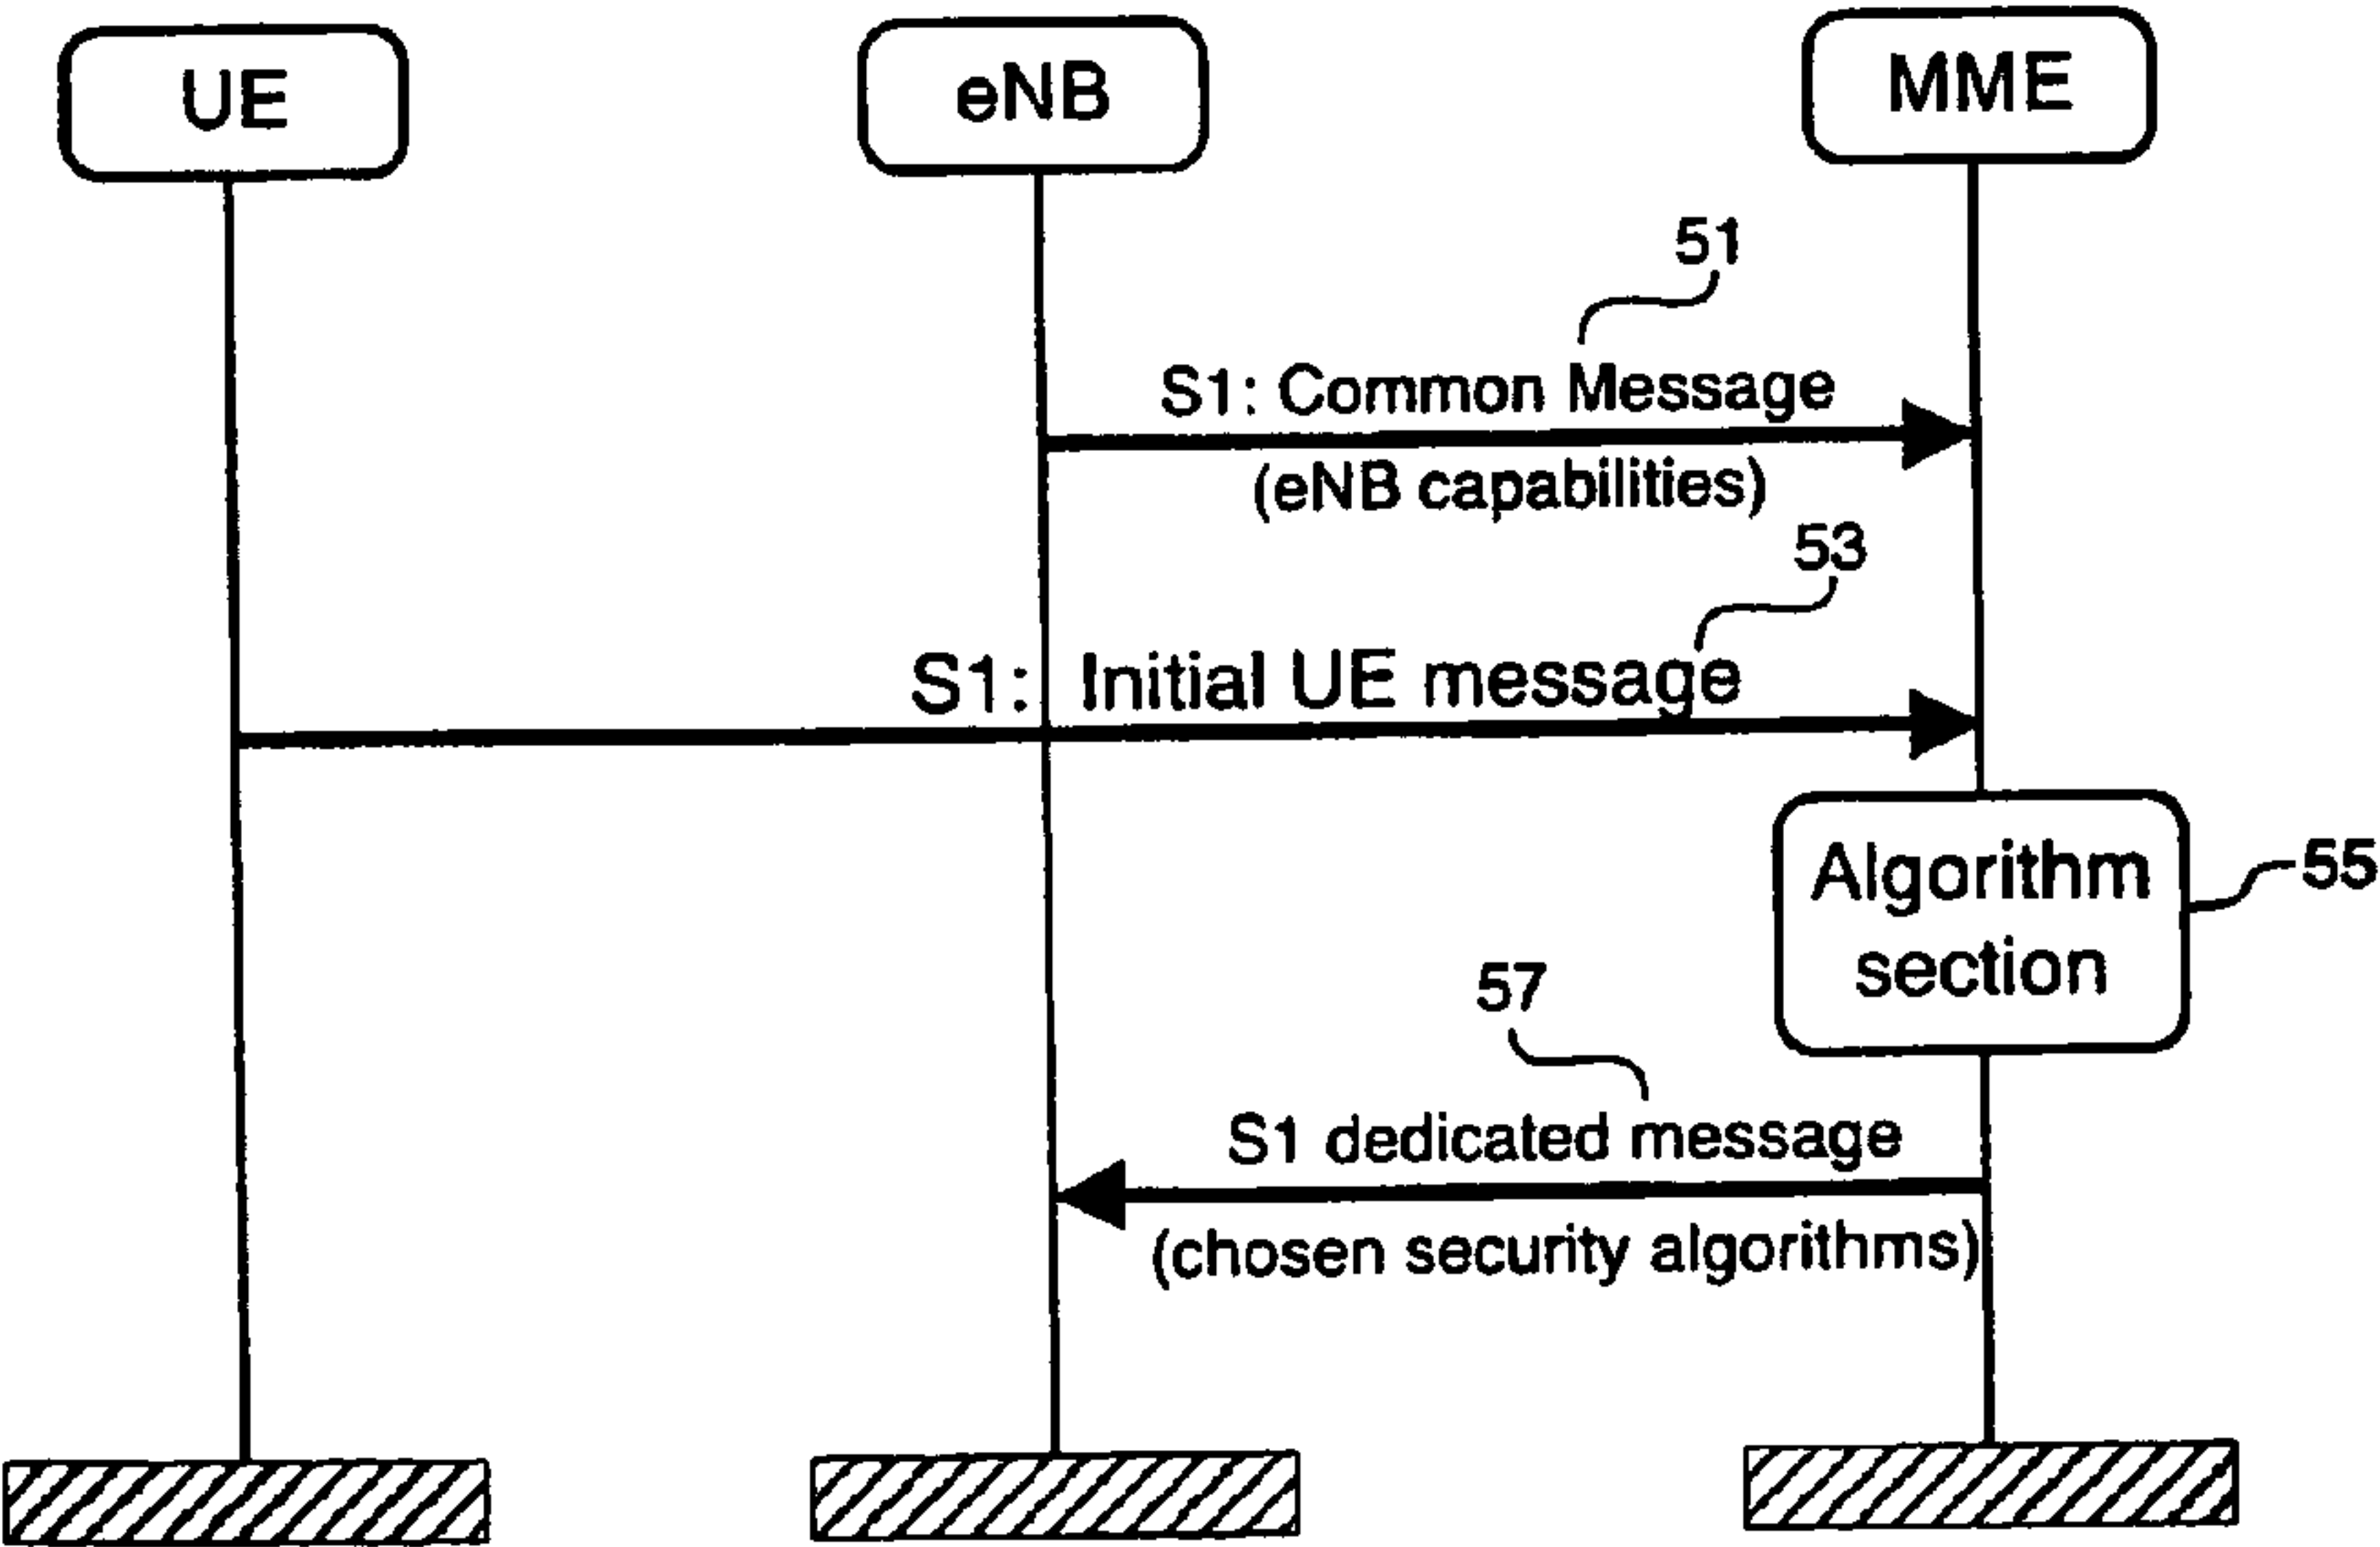 UE
eNB
MME
51
S1: Common Message
(eNB capabilities)
53
S1: Initial UE message
Algorithm
section
55
57
S1 dedicated message
(chosen security algorithms)